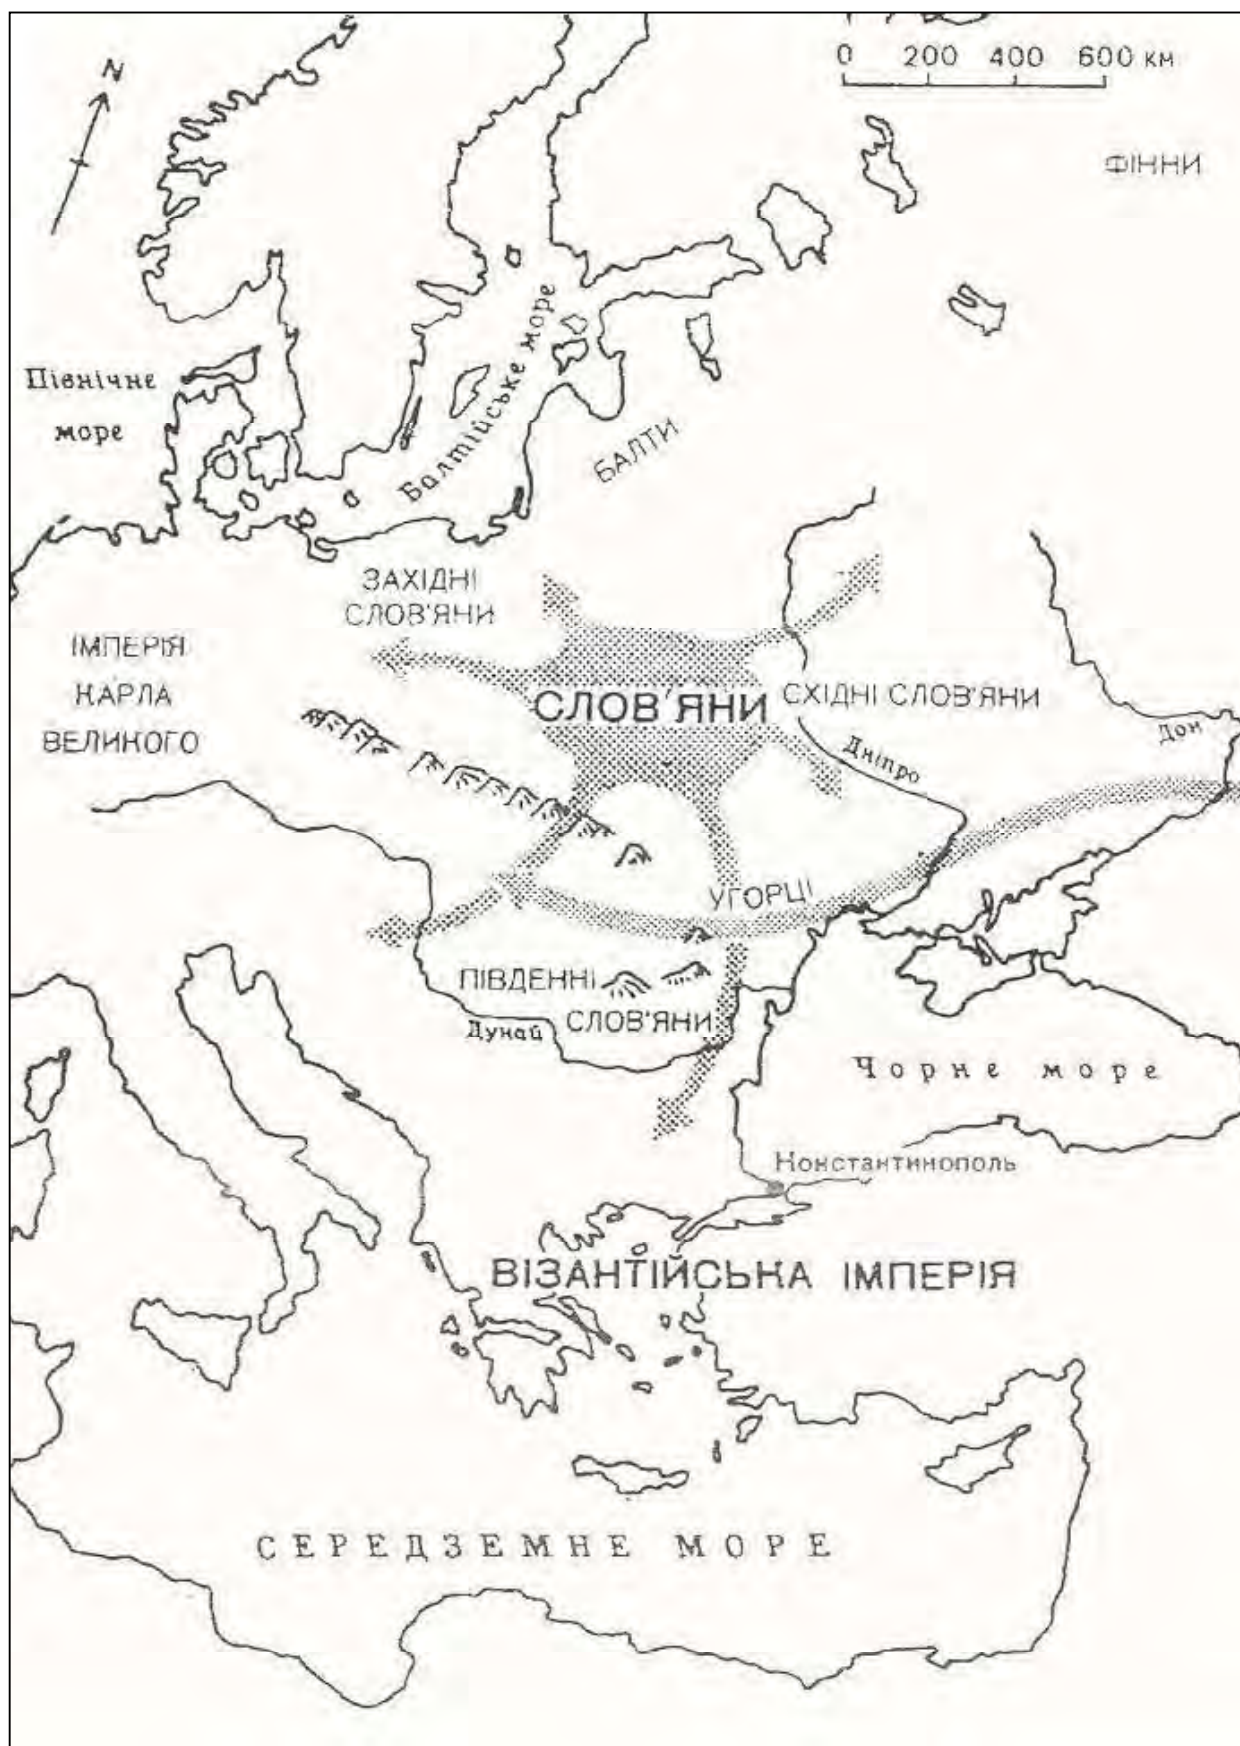 N
0 200 400 600 км
ФІННИ
Північне
море
Балтійське море
БАЛТИ
ЗАХІДНІ
СЛОВ'ЯНИ
ІМПЕРІЯ
КАРЛА
ВЕЛИКОГО
СЛОВ'ЯНИ
СХІДНІ СЛОВ'ЯНИ
Дніпро
Дон
УГОРЦІ
ПІВДЕННІ
СЛОВ'ЯНИ
Дунай
Чорне море
Константинополь
ВІЗАНТІЙСЬКА ІМПЕРІЯ
СЕРЕДЗЕМНЕ МОРЕ